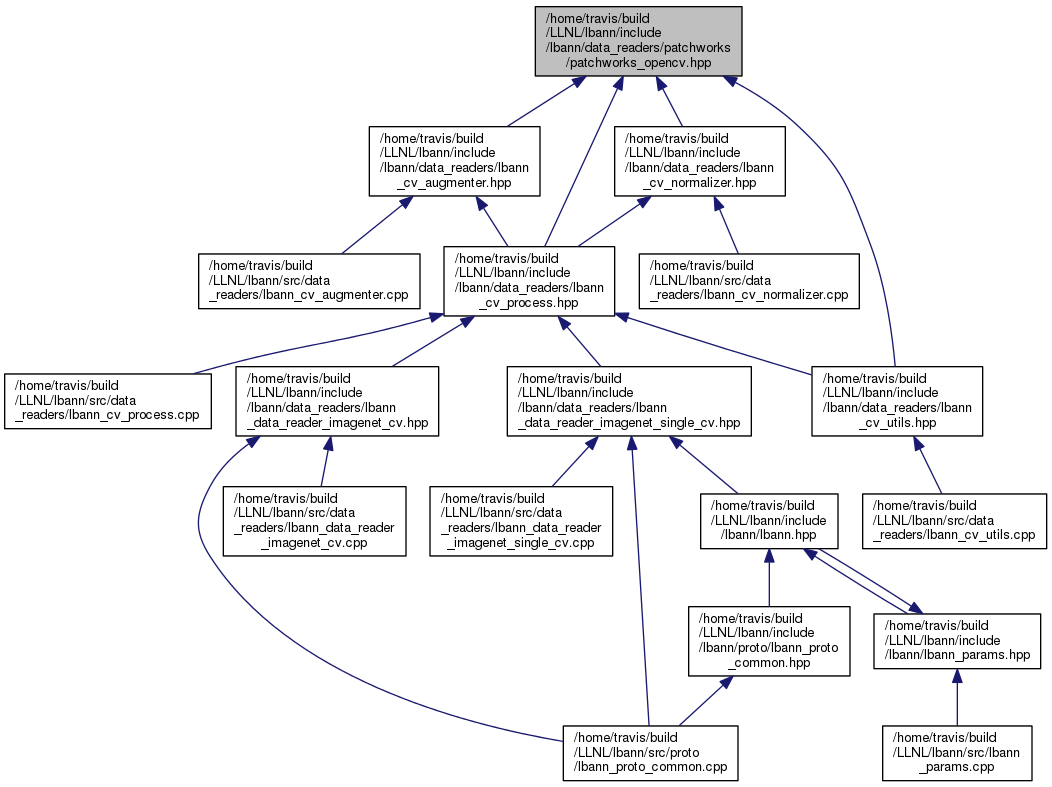 /home/travis/build
/LLNL/lbann/include
/lbann/data_readers/patchworks
/patchworks_opencv.hpp
/home/travis/build
/LLNL/lbann/include
/lbann/data_readers/lbann
_cv_augmenter.hpp
/home/travis/build
/LLNL/lbann/include
/lbann/data_readers/lbann
_cv_normalizer.hpp
/home/travis/build
/LLNL/lbann/src/data
_readers/lbann_cv_augmenter.cpp
/home/travis/build
/LLNL/lbann/include
/lbann/data_readers/lbann
_cv_process.hpp
/home/travis/build
/LLNL/lbann/src/data
_readers/lbann_cv_normalizer.cpp
/home/travis/build
/LLNL/lbann/src/data
_readers/lbann_cv_process.cpp
/home/travis/build
/LLNL/lbann/include
/lbann/data_readers/lbann
_data_reader_imagenet_cv.hpp
/home/travis/build
/LLNL/lbann/include
/lbann/data_readers/lbann
_data_reader_imagenet_single_cv.hpp
/home/travis/build
/LLNL/lbann/include
/lbann/data_readers/lbann
_cv_utils.hpp
/home/travis/build
/LLNL/lbann/src/data
_readers/lbann_data_reader
_imagenet_cv.cpp
/home/travis/build
/LLNL/lbann/src/data
_readers/lbann_data_reader
_imagenet_single_cv.cpp
/home/travis/build
/LLNL/lbann/include
/lbann/lbann.hpp
/home/travis/build
/LLNL/lbann/src/data
_readers/lbann_cv_utils.cpp
/home/travis/build
/LLNL/lbann/include
/lbann/proto/lbann_proto
_common.hpp
/home/travis/build
/LLNL/lbann/include
/lbann/lbann_params.hpp
/home/travis/build
/LLNL/lbann/src/proto
/lbann_proto_common.cpp
/home/travis/build
/LLNL/lbann/src/lbann
_params.cpp